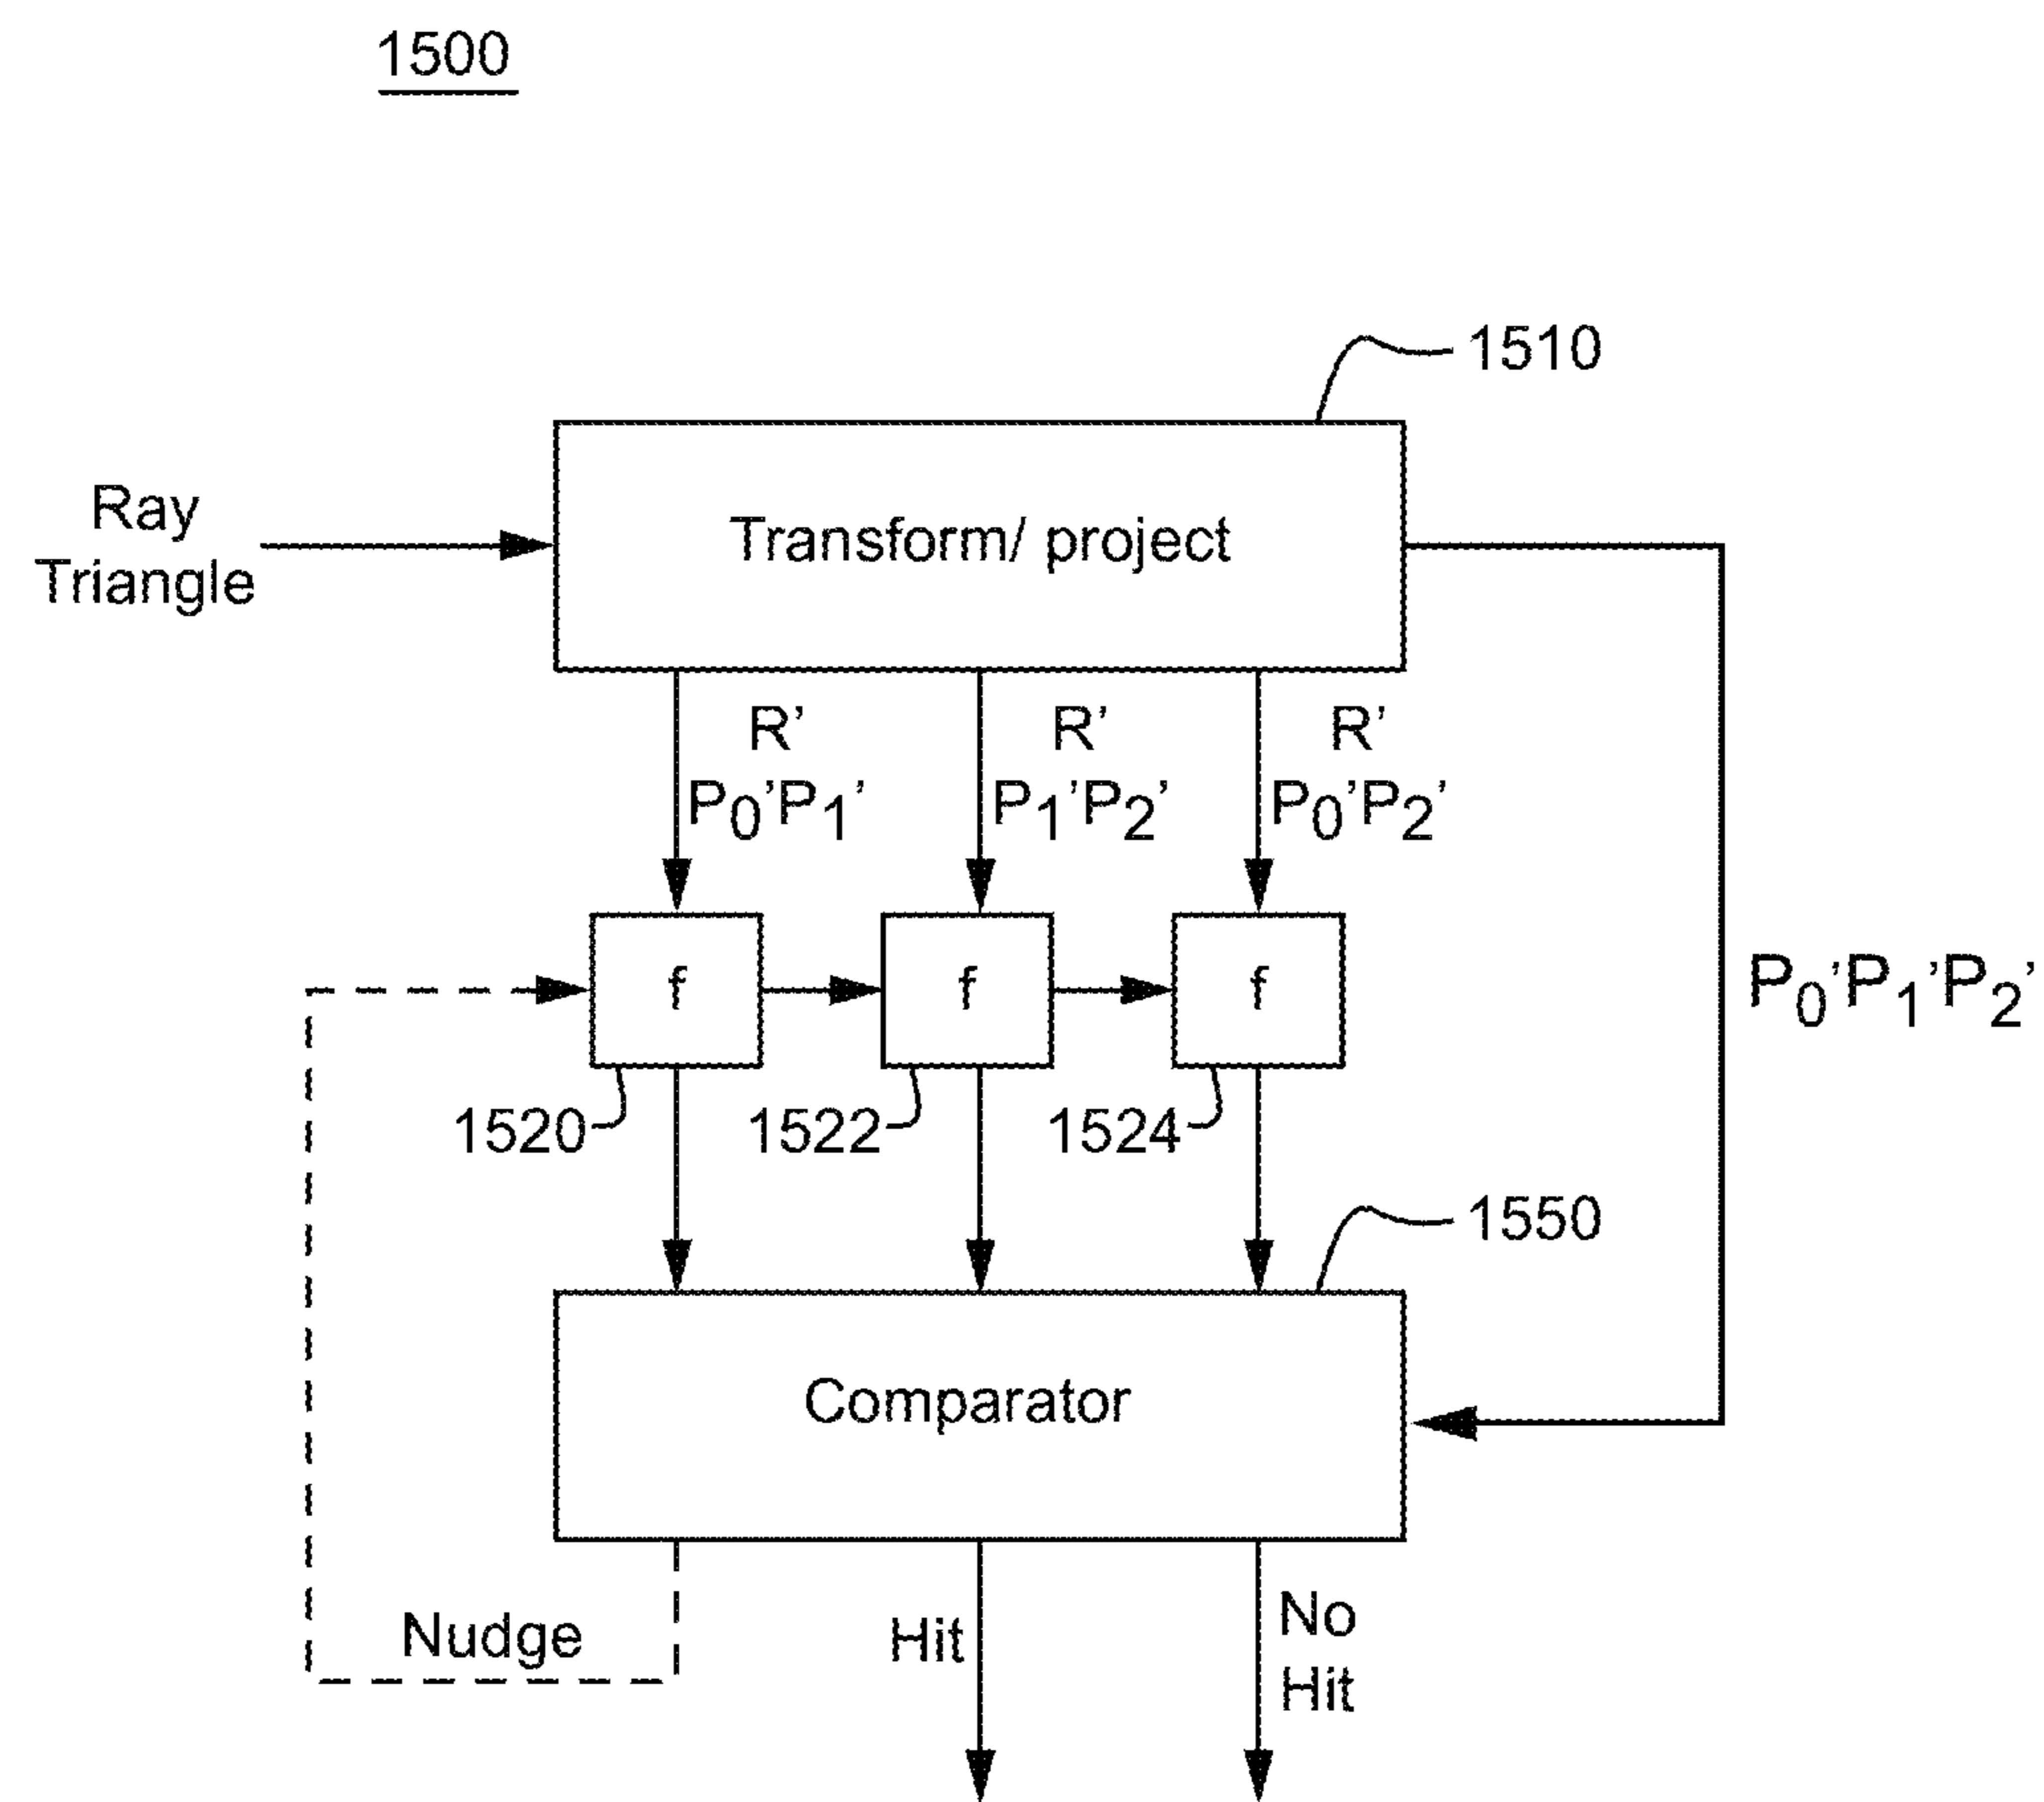 1500
1510
Ray
Triangle
Transform/ project
R’ R’ R’
P0’P1’ P1’P2’ P0’P2’
f f f
P0’P1’P2’
1520 1522 1524
1550
Comparator
Nudge
Hit
No
Hit